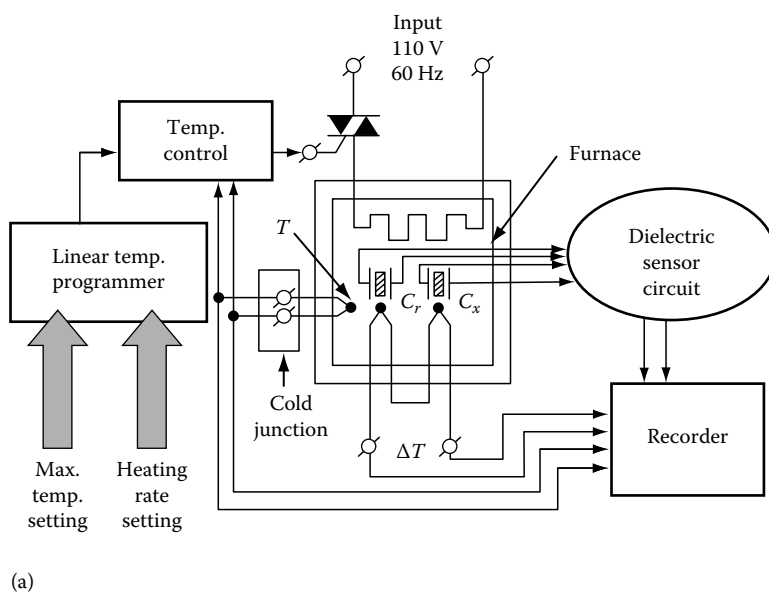 Input
110 V
60 Hz
Temp.
control
Furnace
T
Linear temp.
programmer
Dielectric
sensor
circuit
C_r
C_x
Cold
junction
ΔT
Recorder
Max.
temp.
setting
Heating
rate
setting
(a)